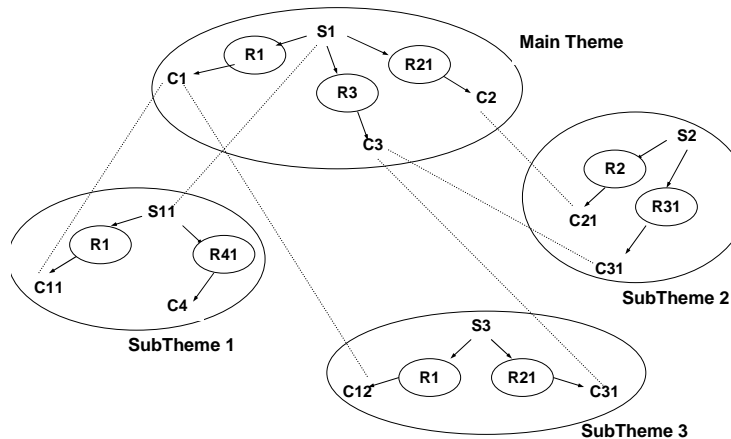 S1
Main Theme
R1
R21
C1
R3
C2
C3
S2
R2
C21
R31
C31
SubTheme 2
S11
R1
R41
C11
C4
SubTheme 1
S3
C12
R1
R21
C31
SubTheme 3